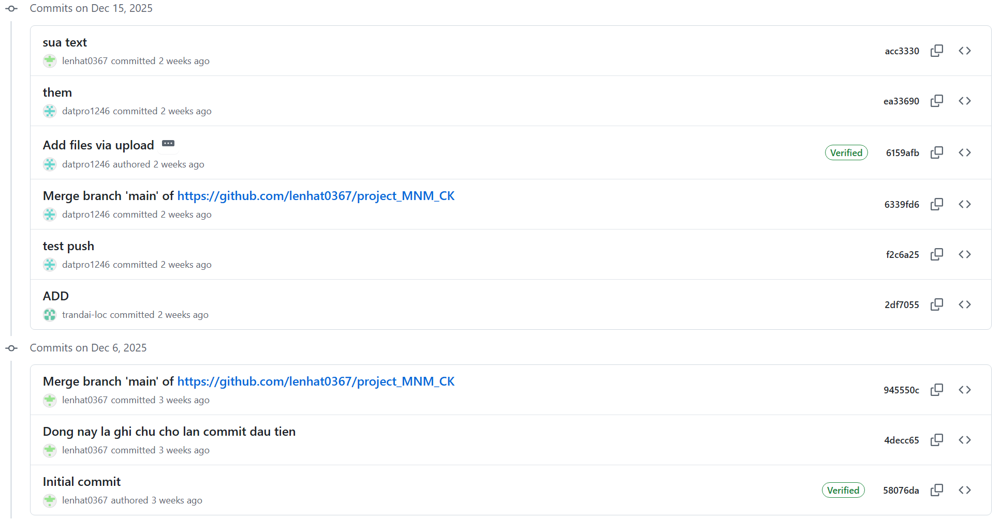 Commits on Dec 15, 2025
sua text
lenhat0367 committed 2 weeks ago
acc3330
them
datpro1246 committed 2 weeks ago
ea33690
Add files via upload
datpro1246 authored 2 weeks ago
Verified
6159afb
Merge branch 'main' of https://github.com/lenhat0367/project_MNM_CK
datpro1246 committed 2 weeks ago
6339fd6
test push
datpro1246 committed 2 weeks ago
f2c6a25
ADD
trandai-loc committed 2 weeks ago
2df7055
Commits on Dec 6, 2025
Merge branch 'main' of https://github.com/lenhat0367/project_MNM_CK
lenhat0367 committed 3 weeks ago
945550c
Dong nay la ghi chu cho lan commit dau tien
lenhat0367 committed 3 weeks ago
4decc65
Initial commit
lenhat0367 authored 3 weeks ago
Verified
58076da